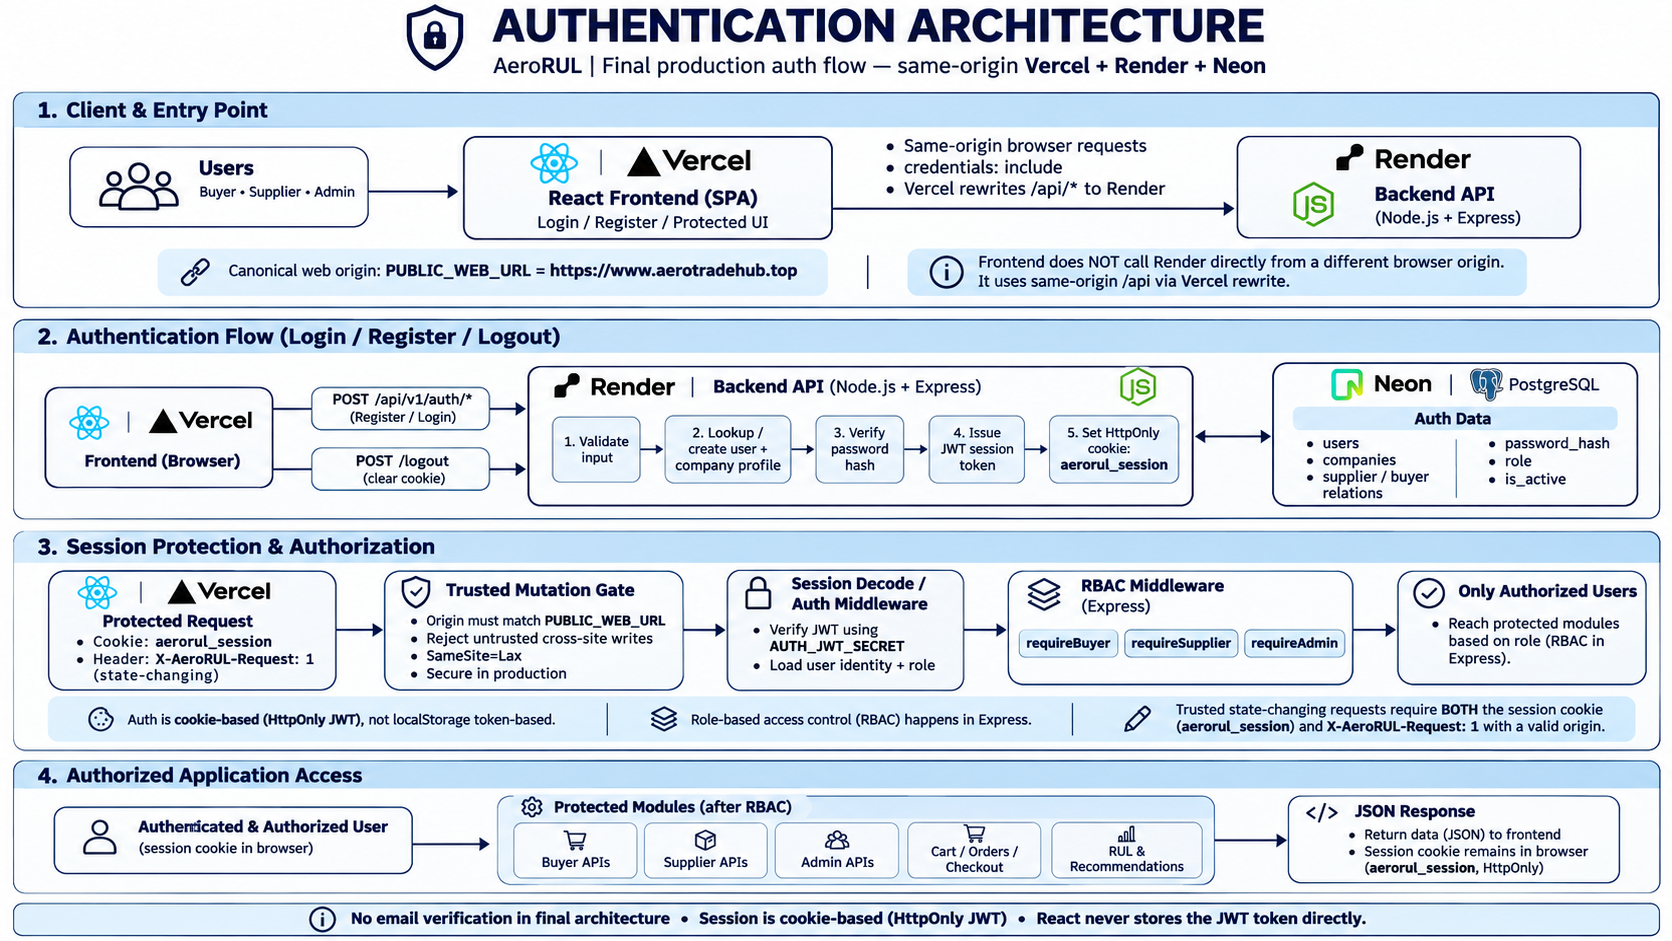 AUTHENTICATION ARCHITECTURE
AeroRUL | Final production auth flow — same-origin Vercel + Render + Neon
1. Client & Entry Point
Users
Buyer • Supplier • Admin
Vercel
React Frontend (SPA)
Login / Register / Protected UI
• Same-origin browser requests
• credentials: include
• Vercel rewrites /api/* to Render
Render
JS
Backend API
(Node.js + Express)
Canonical web origin: PUBLIC_WEB_URL = https://www.aerotradehub.top
Frontend does NOT call Render directly from a different browser origin.
It uses same-origin /api via Vercel rewrite.
2. Authentication Flow (Login / Register / Logout)
Vercel
Frontend (Browser)
POST /api/v1/auth/*
(Register / Login)
POST /logout
(clear cookie)
Render | Backend API (Node.js + Express)
JS
1. Validate
input
2. Lookup /
create user +
company profile
3. Verify
password
hash
4. Issue
JWT session
token
5. Set HttpOnly
cookie:
aerorul_session
Neon | PostgreSQL
Auth Data
• users
• companies
• supplier / buyer
relations
• password_hash
• role
• is_active
3. Session Protection & Authorization
Vercel
Protected Request
• Cookie: aerorul_session
• Header: X-AeroRUL-Request: 1
(state-changing)
Trusted Mutation Gate
• Origin must match PUBLIC_WEB_URL
• Reject untrusted cross-site writes
• SameSite=Lax
• Secure in production
Session Decode /
Auth Middleware
• Verify JWT using
AUTH_JWT_SECRET
• Load user identity + role
RBAC Middleware
(Express)
requireBuyer
requireSupplier
requireAdmin
Only Authorized Users
• Reach protected modules
based on role (RBAC in
Express).
Auth is cookie-based (HttpOnly JWT), not localStorage token-based.
Role-based access control (RBAC) happens in Express.
Trusted state-changing requests require BOTH the session cookie
(aerorul_session) and X-AeroRUL-Request: 1 with a valid origin.
4. Authorized Application Access
Authenticated & Authorized User
(session cookie in browser)
Protected Modules (after RBAC)
Buyer APIs
Supplier APIs
Admin APIs
Cart / Orders /
Checkout
RUL &
Recommendations
</> JSON Response
• Return data (JSON) to frontend
• Session cookie remains in browser
(aerorul_session, HttpOnly)
No email verification in final architecture • Session is cookie-based (HttpOnly JWT) • React never stores the JWT token directly.